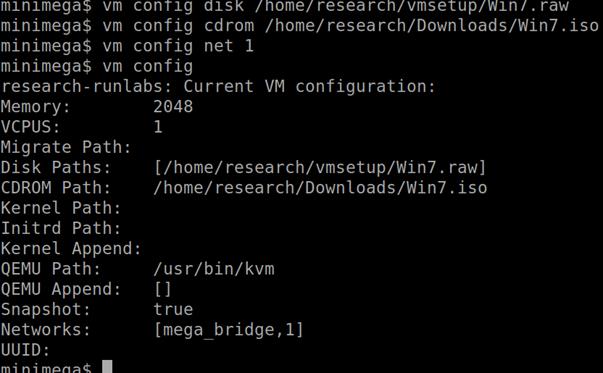 minimega$ vm config disk /home/research/vmsetup/Win7.raw
minimega$ vm config cdrom /home/research/Downloads/Win7.iso
minimega$ vm config net 1
minimega$ vm config
research-runlabs: Current VM configuration:
Memory: 2048
VCPUS: 1
Migrate Path:
Disk Paths: [/home/research/vmsetup/Win7.raw]
CDROM Path: /home/research/Downloads/Win7.iso
Kernel Path:
Initrd Path:
Kernel Append:
QEMU Path: /usr/bin/kvm
QEMU Append: []
Snapshot: true
Networks: [mega_bridge,1]
UUID:
minimega$